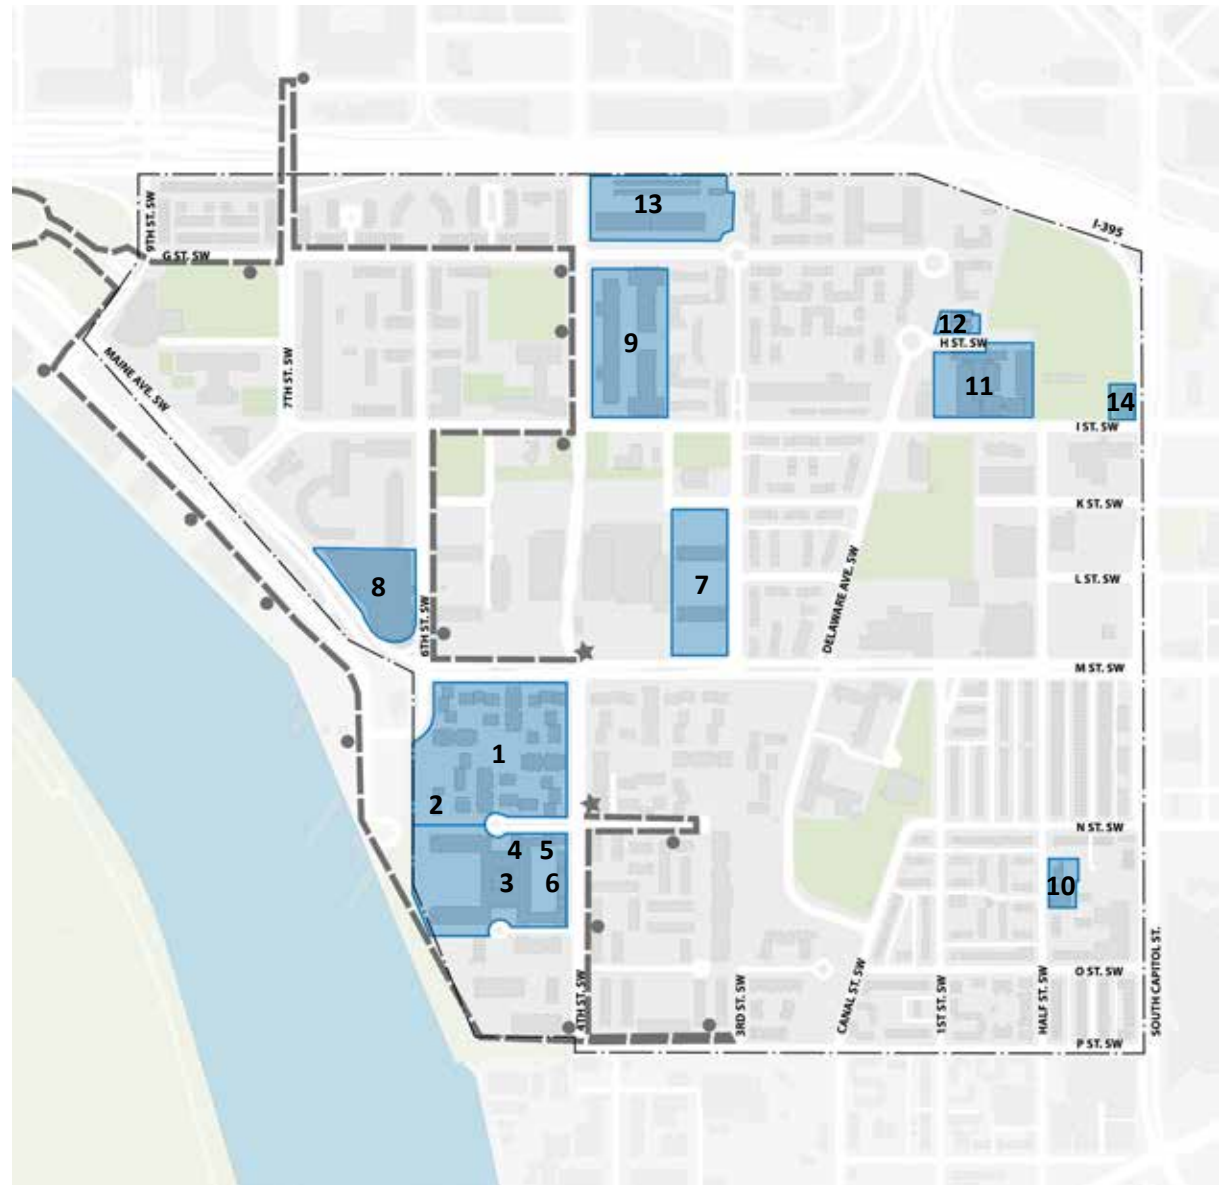 13
9TH ST. SW
I-395
G ST. SW
12
H ST. SW
9
MAINE AVE. SW
7TH ST. SW
11
14
I ST. SW
K ST. SW
8
7
L ST. SW
6TH ST. SW
DELAWARE AVE. SW
M ST. SW
1
2
N ST. SW
4
5
3
6
10
4TH ST. SW
3RD ST. SW
CANAL ST. SW
1ST ST. SW
HALF ST. SW
O ST. SW
SOUTH CAPITOL ST.
P ST. SW